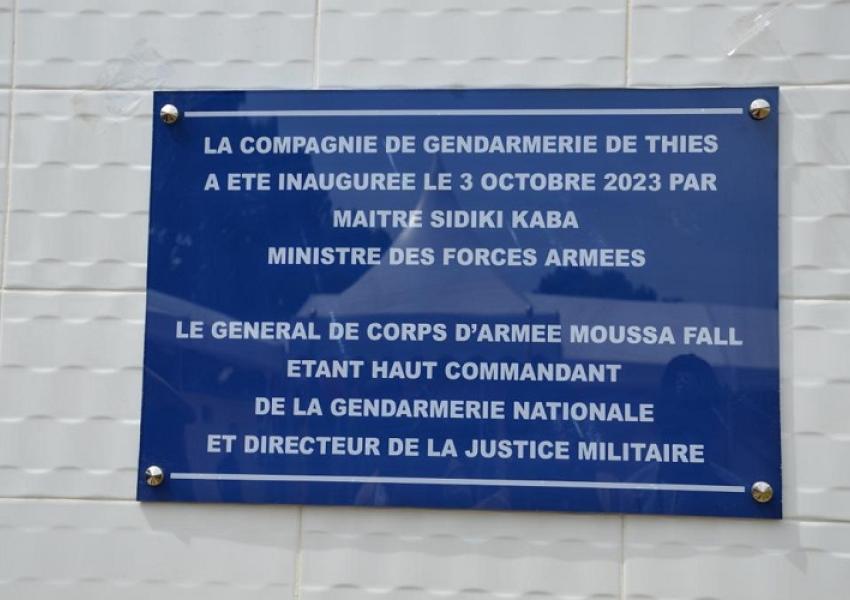 LA COMPAGNIE DE GENDARMERIE DE THIES
A ETE INAUGUREE LE 3 OCTOBRE 2023 PAR
MAITRE SIDIKI KABA
MINISTRE DES FORCES ARMEES
LE GENERAL DE CORPS D'ARMEE MOUSSA FALL
ETANT HAUT COMMANDANT
DE LA GENDARMERIE NATIONALE
ET DIRECTEUR DE LA JUSTICE MILITAIRE